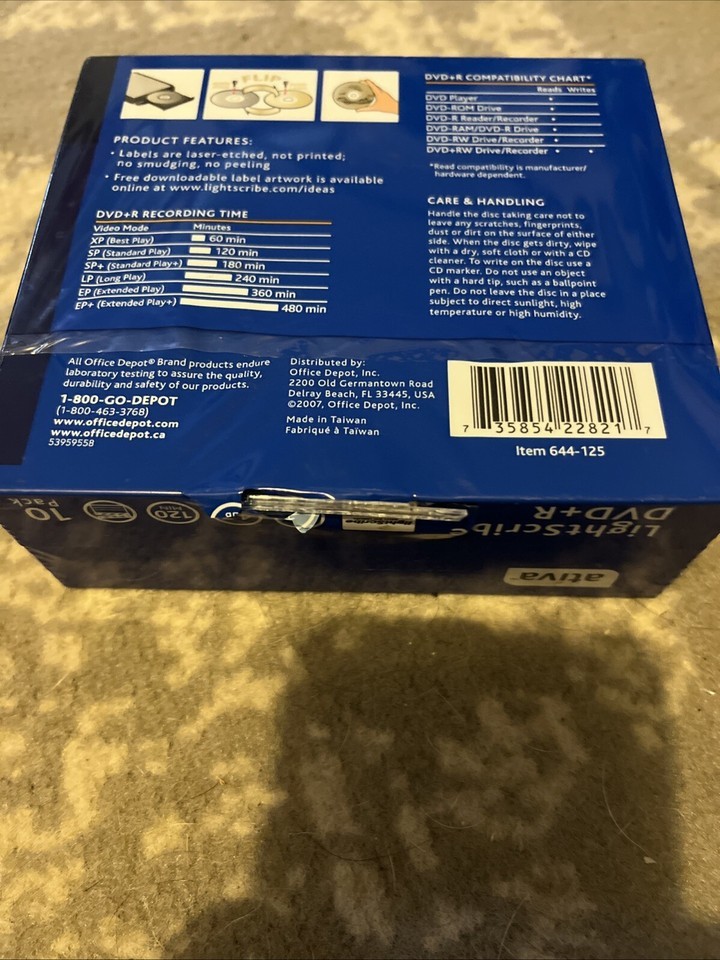 FLIP
PRODUCT FEATURES:
• Labels are laser-etched, not printed;
no smudging, no peeling
• Free downloadable label artwork is available
online at www.lightscribe.com/ideas
DVD+R RECORDING TIME
Video Mode Minutes
XP (Best Play) 60 min
SP (Standard Play) 120 min
SP+ (Standard Play+) 180 min
LP (Long Play) 240 min
EP (Extended Play) 360 min
EP+ (Extended Play+) 480 min
DVD+R COMPATIBILITY CHART*
Reads Writes
DVD Player •
DVD-ROM Drive •
DVD-R Reader/Recorder •
DVD-RAM/DVD-R Drive •
DVD-RW Drive/Recorder •
DVD+RW Drive/Recorder • •
*Read compatibility is manufacturer/
hardware dependent.
CARE & HANDLING
Handle the disc taking care not to
leave any scratches, fingerprints,
dust or dirt on the surface of either
side. When the disc gets dirty, wipe
with a dry, soft cloth or with a CD
cleaner. To write on the disc use a
CD marker. Do not use an object
with a hard tip, such as a ballpoint
pen. Do not leave the disc in a place
subject to direct sunlight, high
temperature or high humidity.
All Office Depot® Brand products endure
laboratory testing to assure the quality,
durability and safety of our products.
1-800-GO-DEPOT
(1-800-463-3768)
www.officedepot.com
www.officedepot.ca
53959558
Distributed by:
Office Depot, Inc.
2200 Old Germantown Road
Delray Beach, FL 33445, USA
©2007, Office Depot, Inc.
Made in Taiwan
Fabriqué à Taïwan
7 35854 22821 7
Item 644-125
ativa
LightScribe
DVD+R
120 MIN
10
Pack